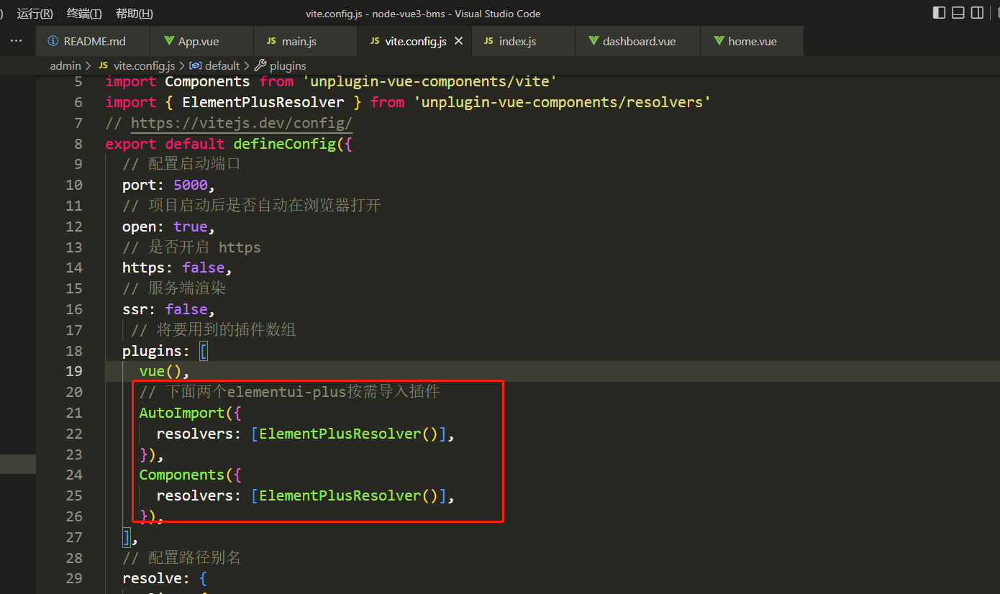 ) 运行(R) 终端(T) 帮助(H) vite.config.js - node-vue3-bms - Visual Studio Code
··· README.md App.vue JS main.js JS vite.config.js × JS index.js dashboard.vue home.vue
admin > JS vite.config.js > default > plugins
5 import Components from 'unplugin-vue-components/vite'
6 import { ElementPlusResolver } from 'unplugin-vue-components/resolvers'
7 // https://vitejs.dev/config/
8 export default defineConfig({
9 // 配置启动端口
10 port: 5000,
11 // 项目启动后是否自动在浏览器打开
12 open: true,
13 // 是否开启 https
14 https: false,
15 // 服务端渲染
16 ssr: false,
17 // 将要用到的插件数组
18 plugins: [
19 vue(),
20 // 下面两个elementui-plus按需导入插件
21 AutoImport({
22 resolvers: [ElementPlusResolver()],
23 }),
24 Components({
25 resolvers: [ElementPlusResolver()],
26 }),
27 ],
28 // 配置路径别名
29 resolve: {